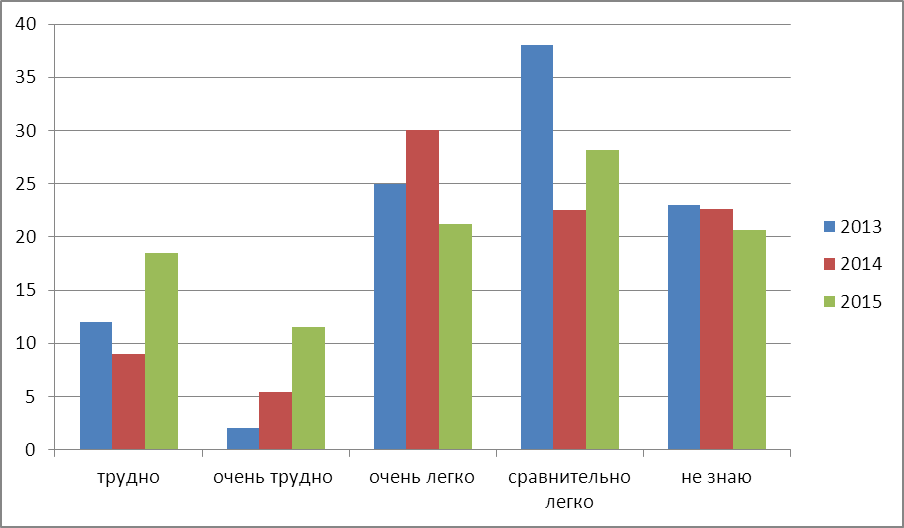 40
35
30
25
20
15
10
5
0
трудно
очень трудно
очень легко
сравнительно
легко
не знаю
2013
2014
2015